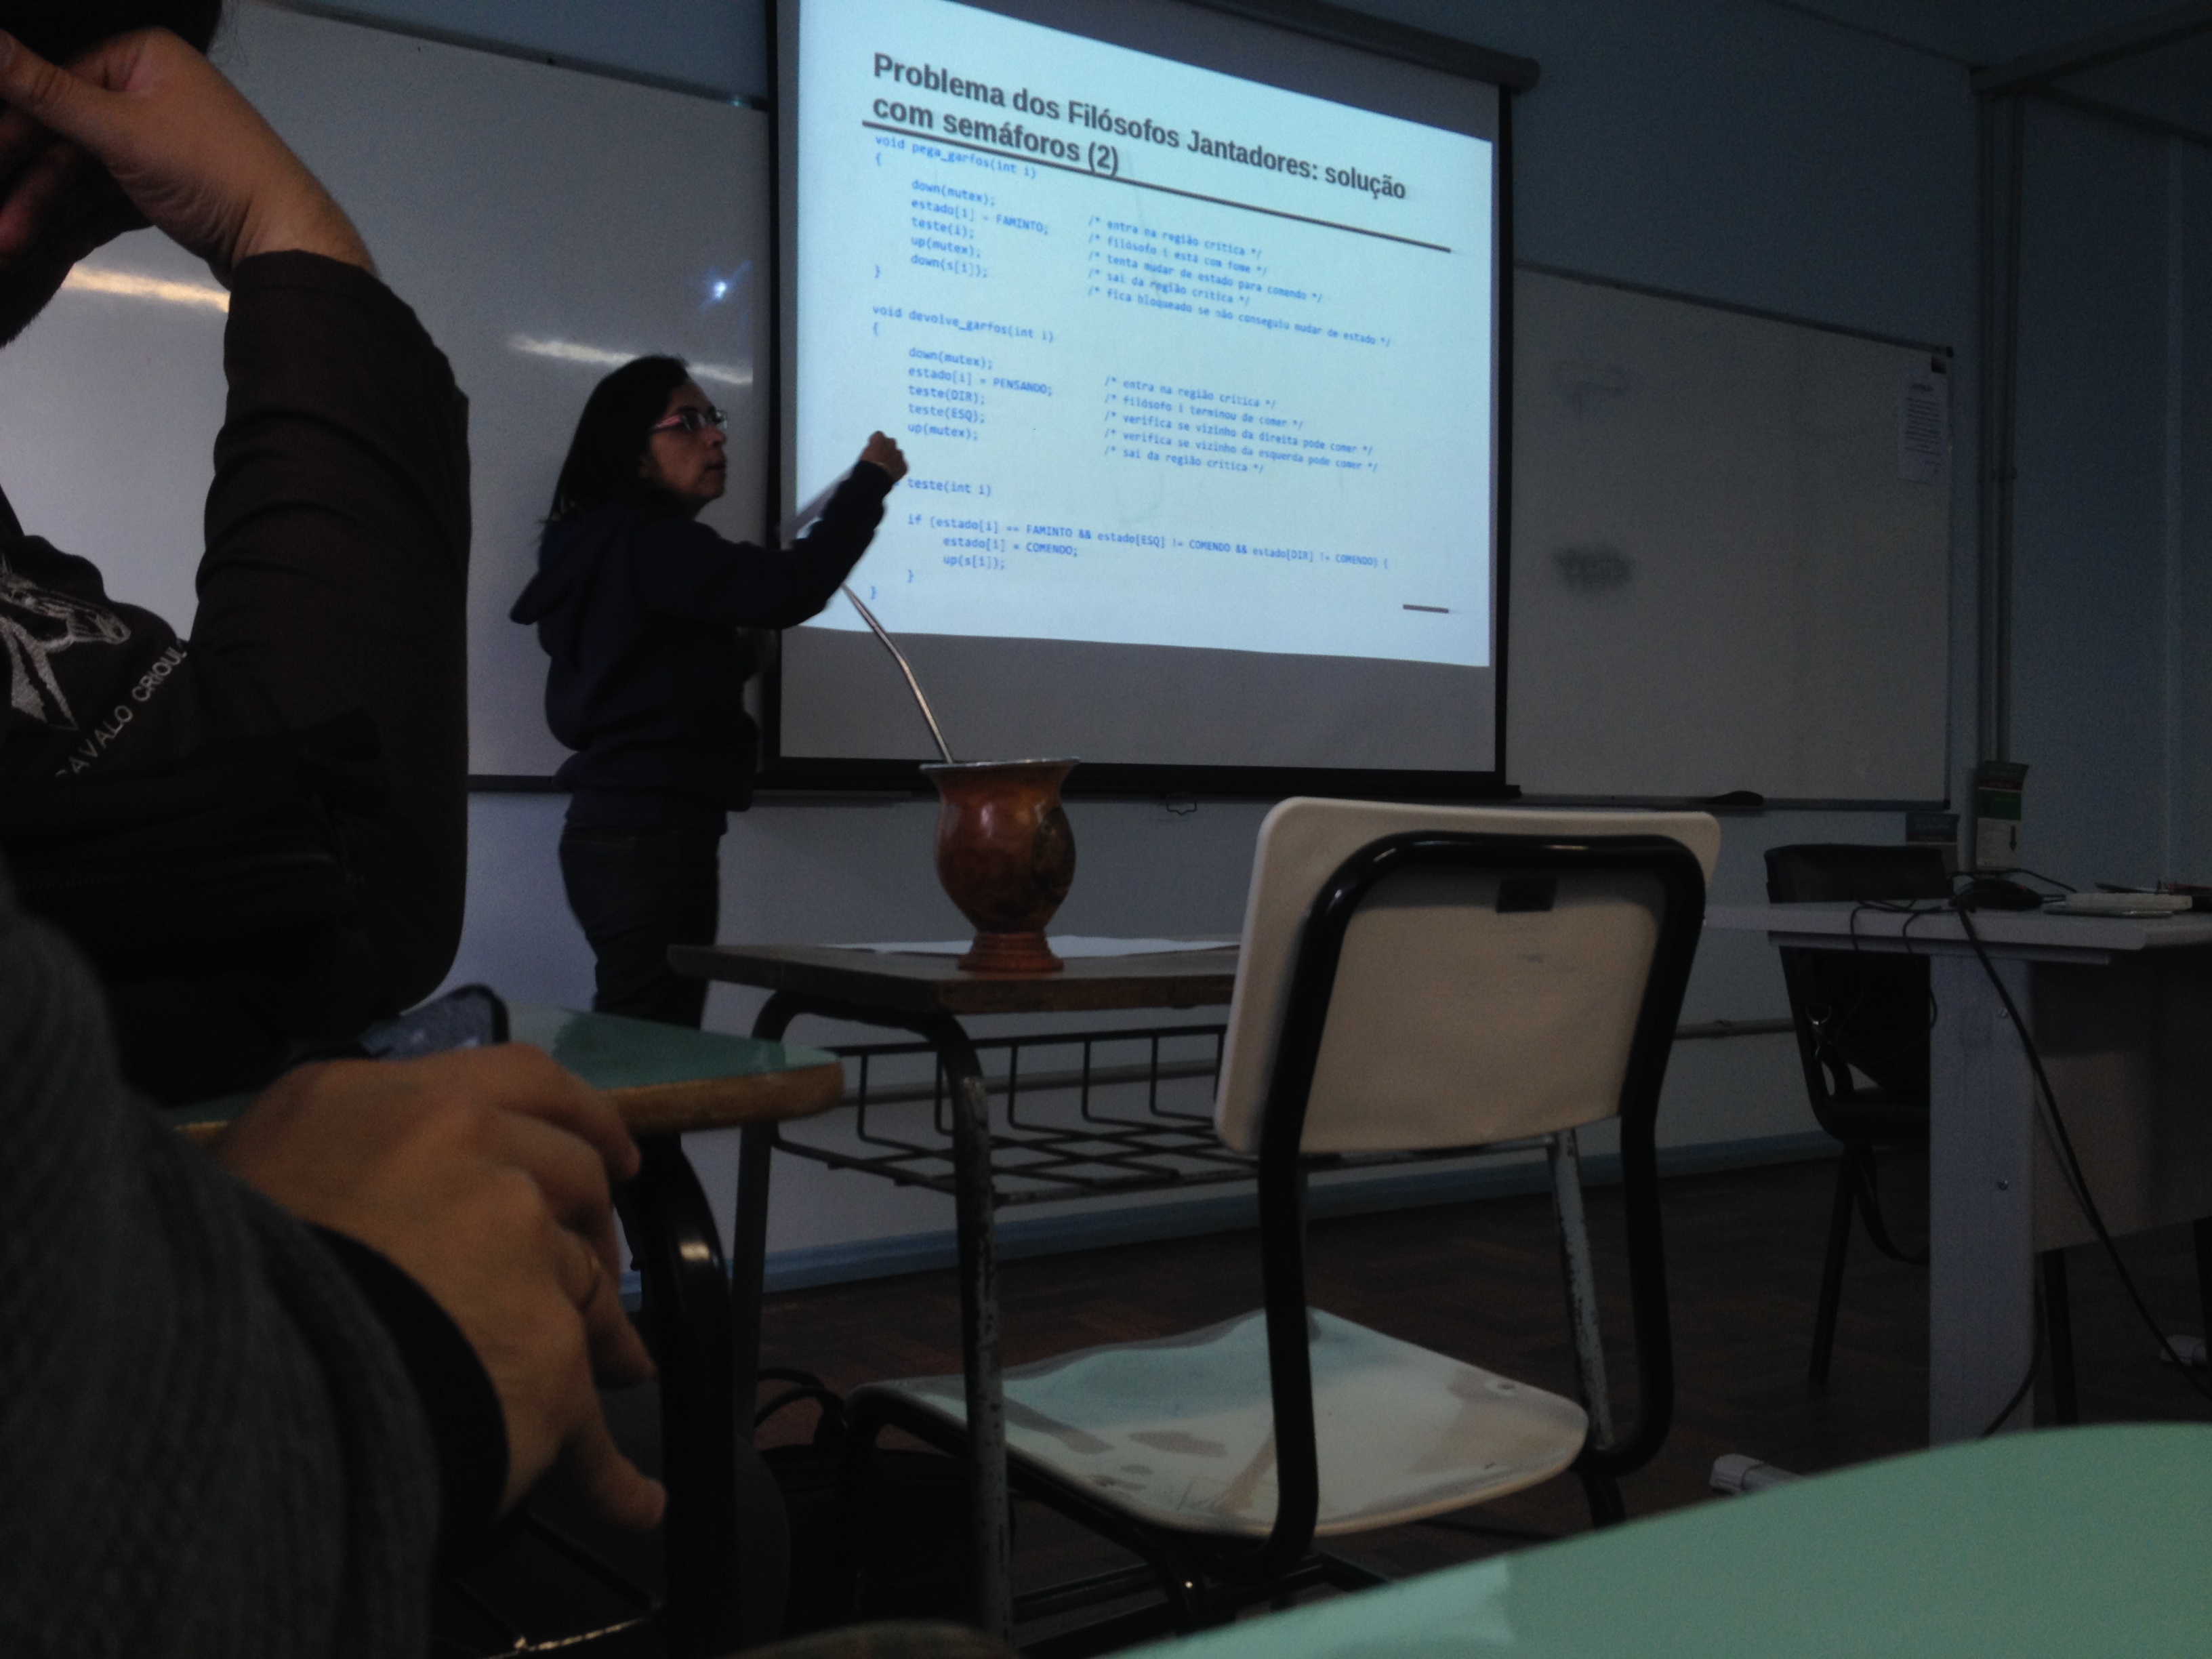 Problema dos Filósofos Jantadores: solução
com semáforos (2)
void pega_garfos(int i)
{
down(mutex); /* entra na região crítica */
estado[i] = FAMINTO; /* filósofo i está com fome */
teste(i); /* tenta mudar de estado para comendo */
up(mutex); /* sai da região crítica */
down(s[i]); /* fica bloqueado se não conseguiu mudar de estado */
}
void devolve_garfos(int i)
{
down(mutex); /* entra na região crítica */
estado[i] = PENSANDO; /* filósofo i terminou de comer */
teste(DIR); /* verifica se vizinho da direita pode comer */
teste(ESQ); /* verifica se vizinho da esquerda pode comer */
up(mutex); /* sai da região crítica */
teste(int i)
if (estado[i] == FAMINTO && estado[ESQ] != COMENDO && estado[DIR] != COMENDO) {
estado[i] = COMENDO;
up(s[i]);
}
}
CAVALO CRIOUL